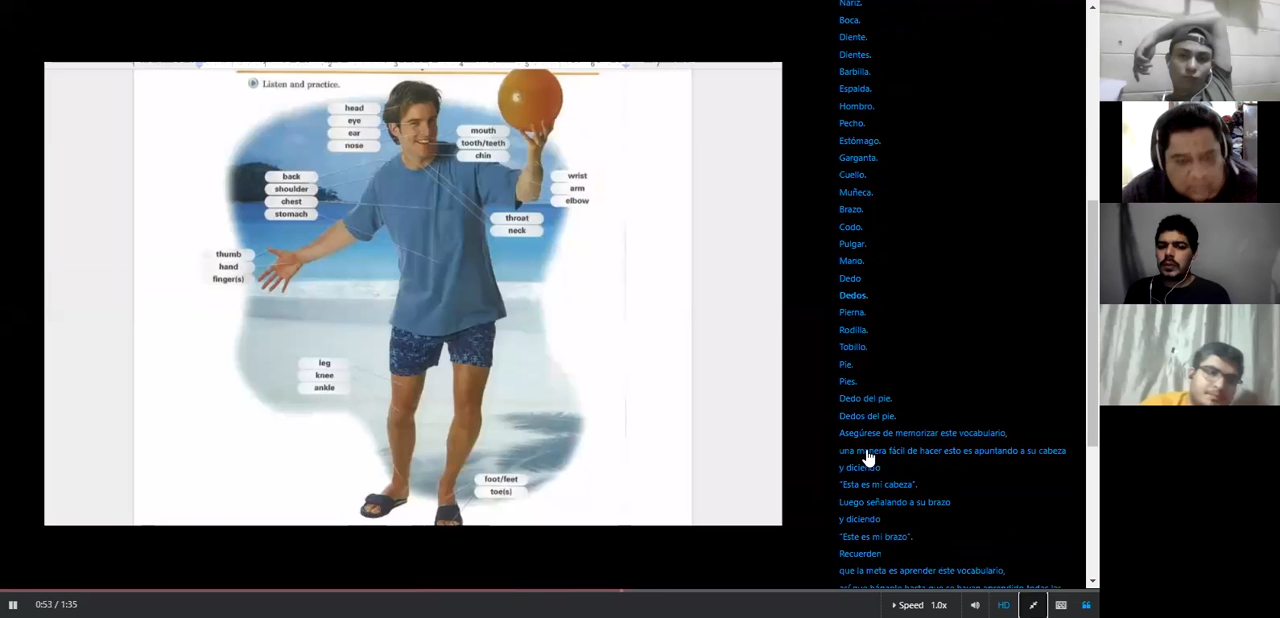 Listen and practice.
head
eye
ear
nose
mouth
tooth/teeth
chin
back
shoulder
chest
stomach
wrist
arm
elbow
throat
neck
thumb
hand
finger(s)
leg
knee
ankle
foot/feet
toe(s)
Nariz.
Boca.
Diente.
Dientes.
Barbilla.
Espalda.
Hombro.
Pecho.
Estómago.
Garganta.
Cuello.
Muñeca.
Brazo.
Codo.
Pulgar.
Mano.
Dedo
Dedos.
Pierna.
Rodilla.
Tobillo.
Pie.
Pies.
Dedo del pie.
Dedos del pie.
Asegúrese de memorizar este vocabulario,
una manera fácil de hacer esto es apuntando a su cabeza
y diciendo
"Esta es mi cabeza".
Luego señalando a su brazo
y diciendo
"Este es mi brazo".
Recuerden
que la meta es aprender este vocabulario,
0:53 / 1:35
Speed 1.0x
HD